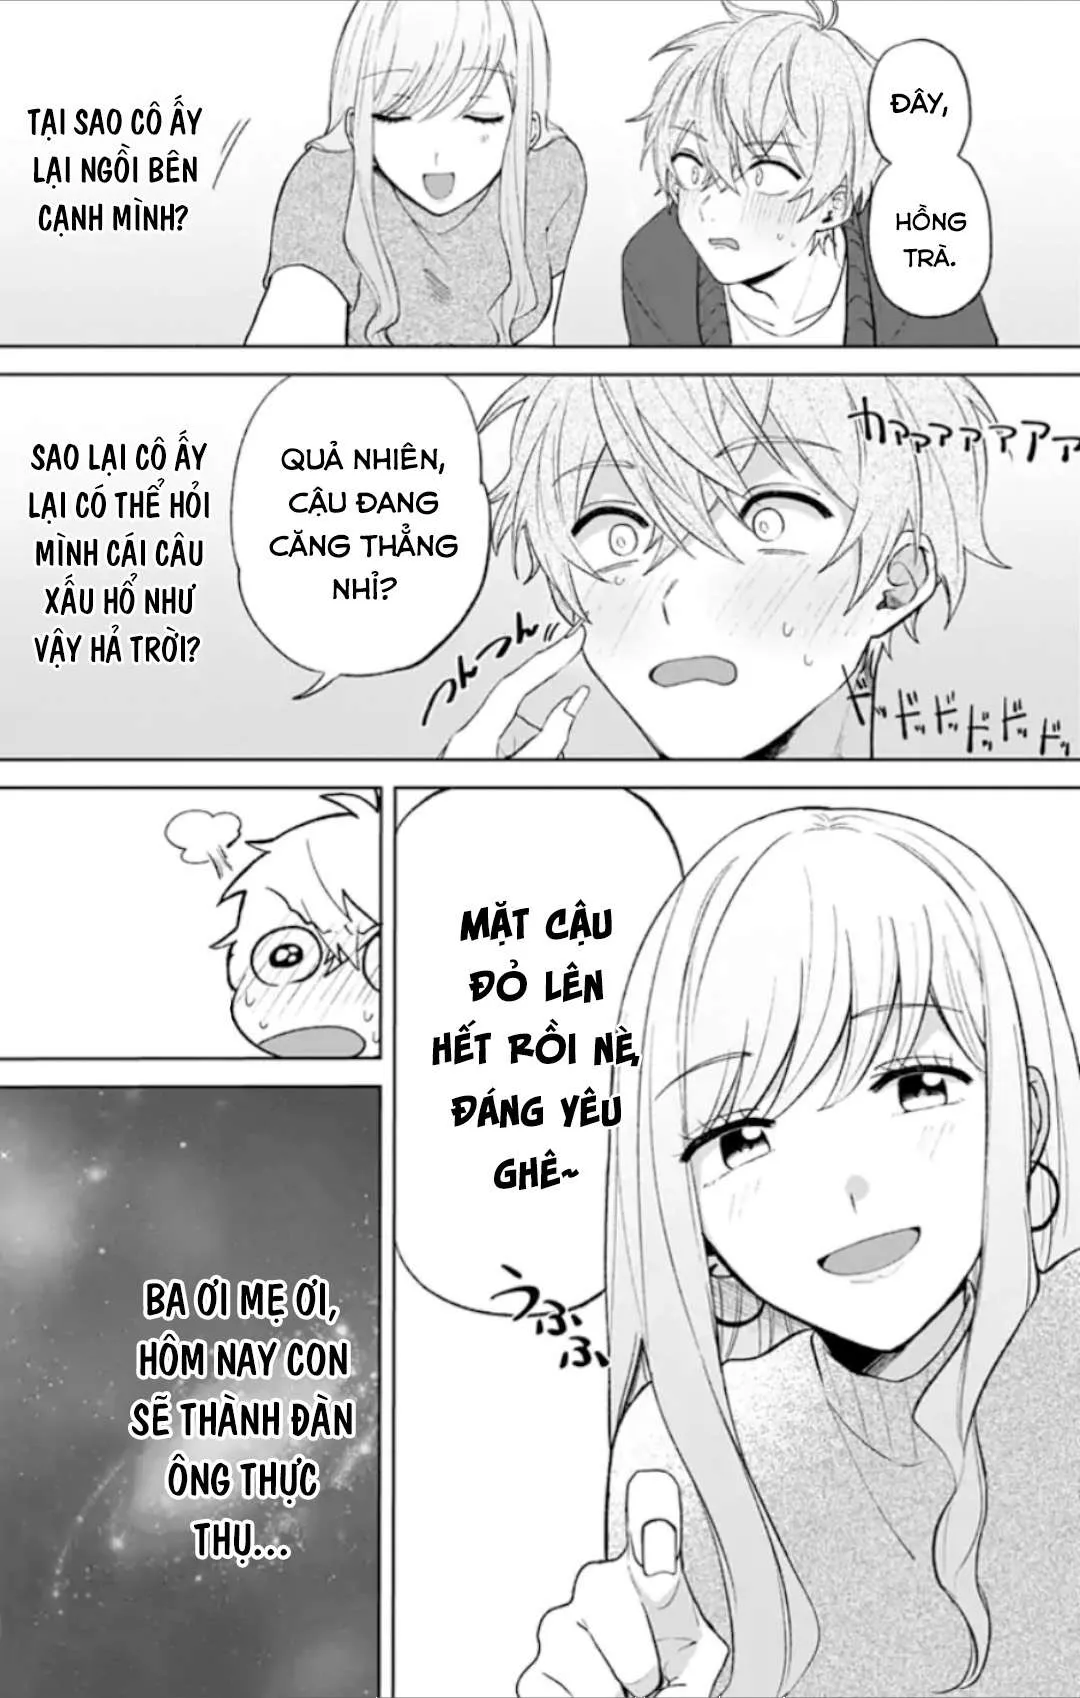 ĐÂY,
HỒNG
TRÀ.
TẠI SAO CÔ ẤY
LẠI NGỒI BÊN
CẠNH MÌNH?
カァァァァァァァ
QUẢ NHIÊN,
CẬU ĐANG
CĂNG THẲNG
NHỈ?
つんつん
ドドドドドド
SAO LẠI CÔ ẤY
LẠI CÓ THỂ HỎI
MÌNH CÁI CÂU
XẤU HỔ NHƯ
VẬY HẢ TRỜI?
MẶT CẬU
ĐỎ LÊN
HẾT RỒI NÈ,
ĐÁNG YÊU
GHÊ~
うふふふ
BA ƠI MẸ ƠI,
HÔM NAY CON
SẼ THÀNH ĐÀN
ÔNG THỰC
THỤ...